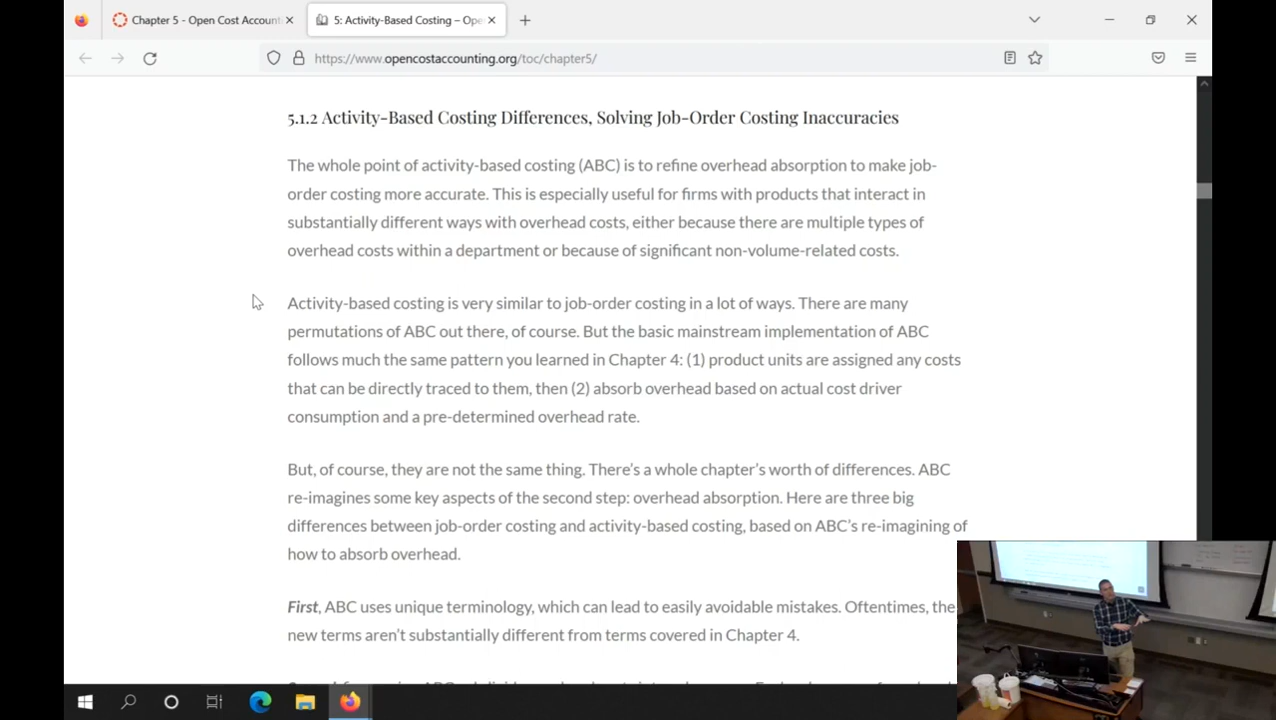 Chapter 5 - Open Cost Account
5: Activity-Based Costing – Ope
https://www.opencostaccounting.org/toc/chapter5/
5.1.2 Activity-Based Costing Differences, Solving Job-Order Costing Inaccuracies
The whole point of activity-based costing (ABC) is to refine overhead absorption to make job-
order costing more accurate. This is especially useful for firms with products that interact in
substantially different ways with overhead costs, either because there are multiple types of
overhead costs within a department or because of significant non-volume-related costs.
Activity-based costing is very similar to job-order costing in a lot of ways. There are many
permutations of ABC out there, of course. But the basic mainstream implementation of ABC
follows much the same pattern you learned in Chapter 4: (1) product units are assigned any costs
that can be directly traced to them, then (2) absorb overhead based on actual cost driver
consumption and a pre-determined overhead rate.
But, of course, they are not the same thing. There's a whole chapter's worth of differences. ABC
re-imagines some key aspects of the second step: overhead absorption. Here are three big
differences between job-order costing and activity-based costing, based on ABC's re-imagining of
how to absorb overhead.
First, ABC uses unique terminology, which can lead to easily avoidable mistakes. Oftentimes, the
new terms aren't substantially different from terms covered in Chapter 4.